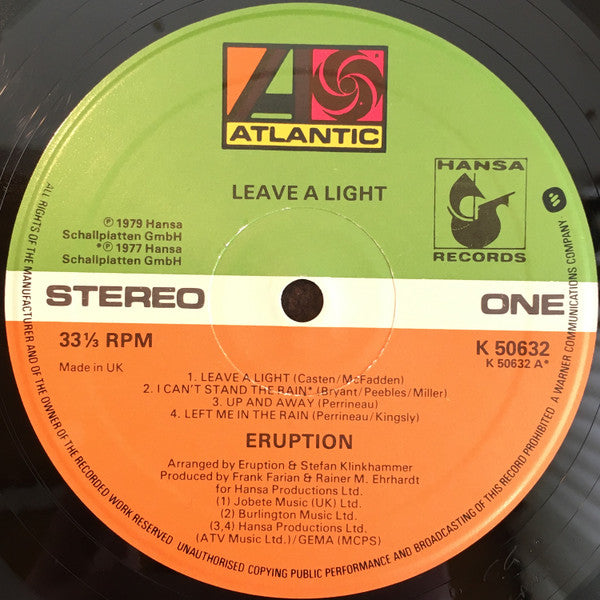 ATLANTIC
LEAVE A LIGHT
HANSA
RECORDS
℗ 1979 Hansa
Schallplatten GmbH
*℗ 1977 Hansa
Schallplatten GmbH
STEREO
ONE
33⅓ RPM
K 50632
K 50632 A*
Made in UK
1. LEAVE A LIGHT (Casten/McFadden)
2. I CAN'T STAND THE RAIN* (Bryant/Peebles/Miller)
3. UP AND AWAY (Perrineau)
4. LEFT ME IN THE RAIN (Perrineau/Kingsly)
ERUPTION
Arranged by Eruption & Stefan Klinkhammer
Produced by Frank Farian & Rainer M. Ehrhardt
for Hansa Productions Ltd.
(1) Jobete Music (UK) Ltd.
(2) Burlington Music Ltd.
(3,4) Hansa Productions Ltd.
(ATV Music Ltd.)/GEMA (MCPS)
ALL RIGHTS OF THE MANUFACTURER AND OF THE OWNER OF THE RECORDED WORK RESERVED UNAUTHORISED COPYING PUBLIC PERFORMANCE AND BROADCASTING OF THIS RECORD PROHIBITED A WARNER COMMUNICATIONS COMPANY